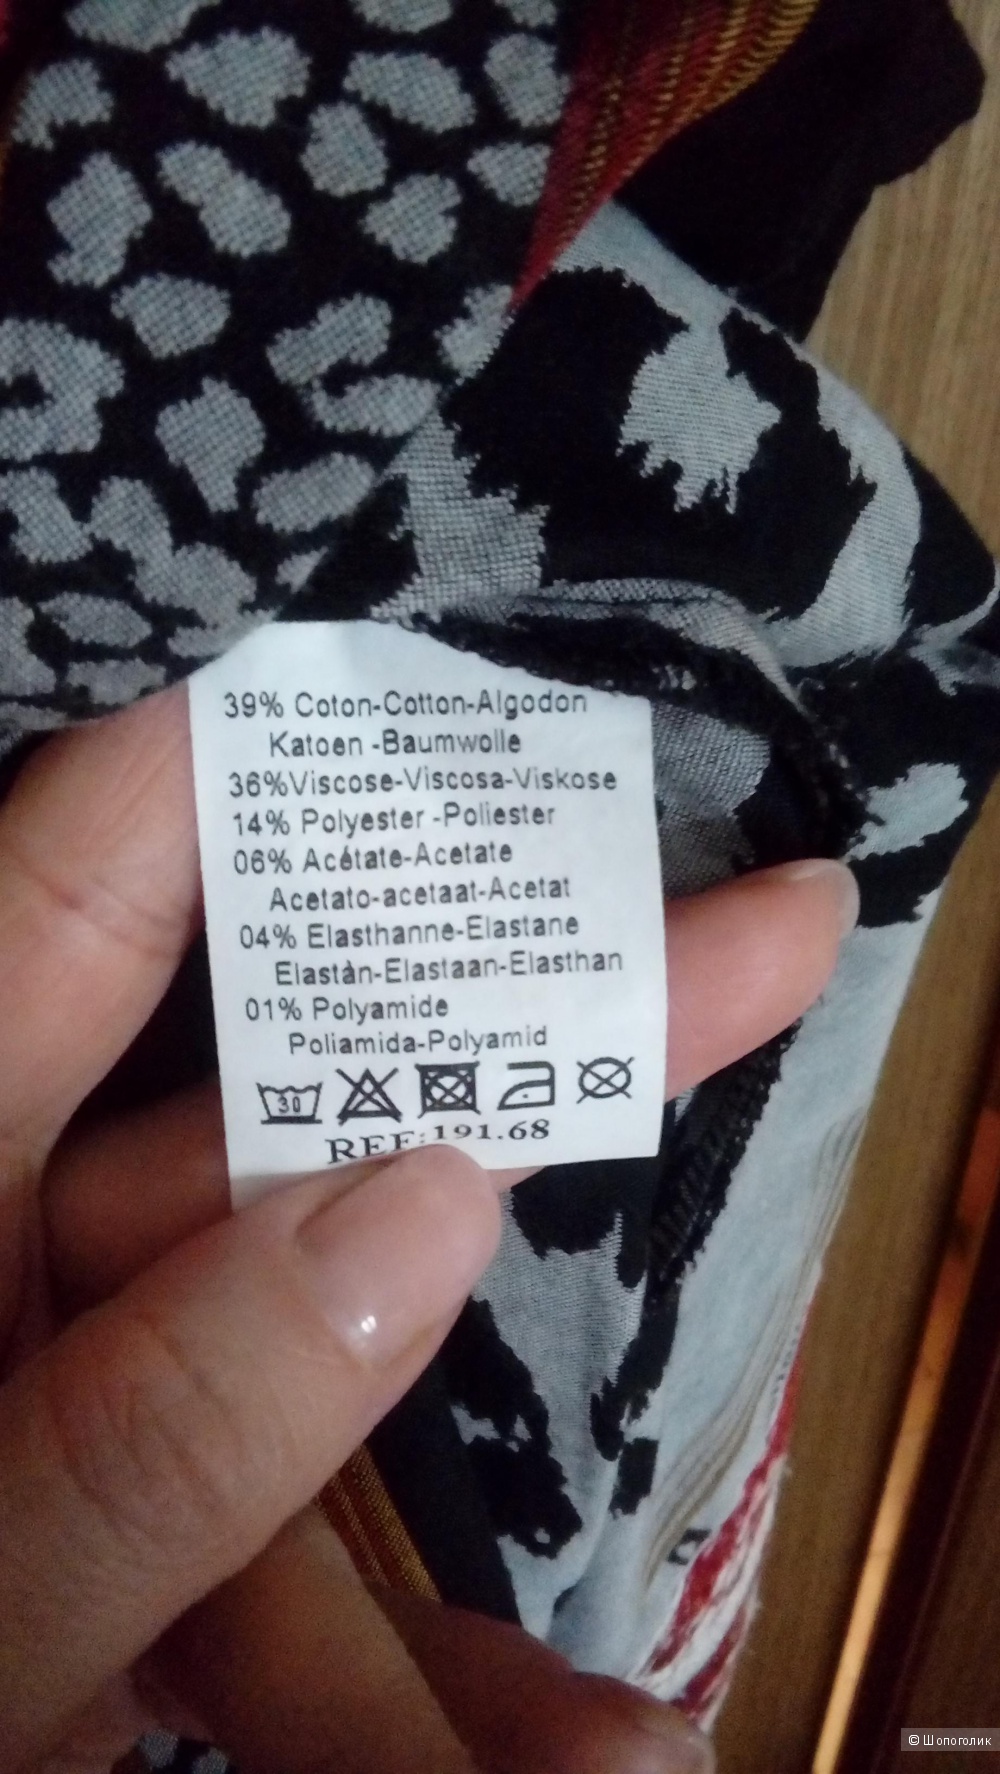 39% Coton-Cotton-Algodon
Katoen -Baumwolle
36%Viscose-Viscosa-Viskose
14% Polyester -Poliester
06% Acétate-Acetate
Acetato-acetaat-Acetat
04% Elasthanne-Elastane
Elastàn-Elastaan-Elasthan
01% Polyamide
Poliamida-Polyamid
30
REF:191.68
© Шопоголик